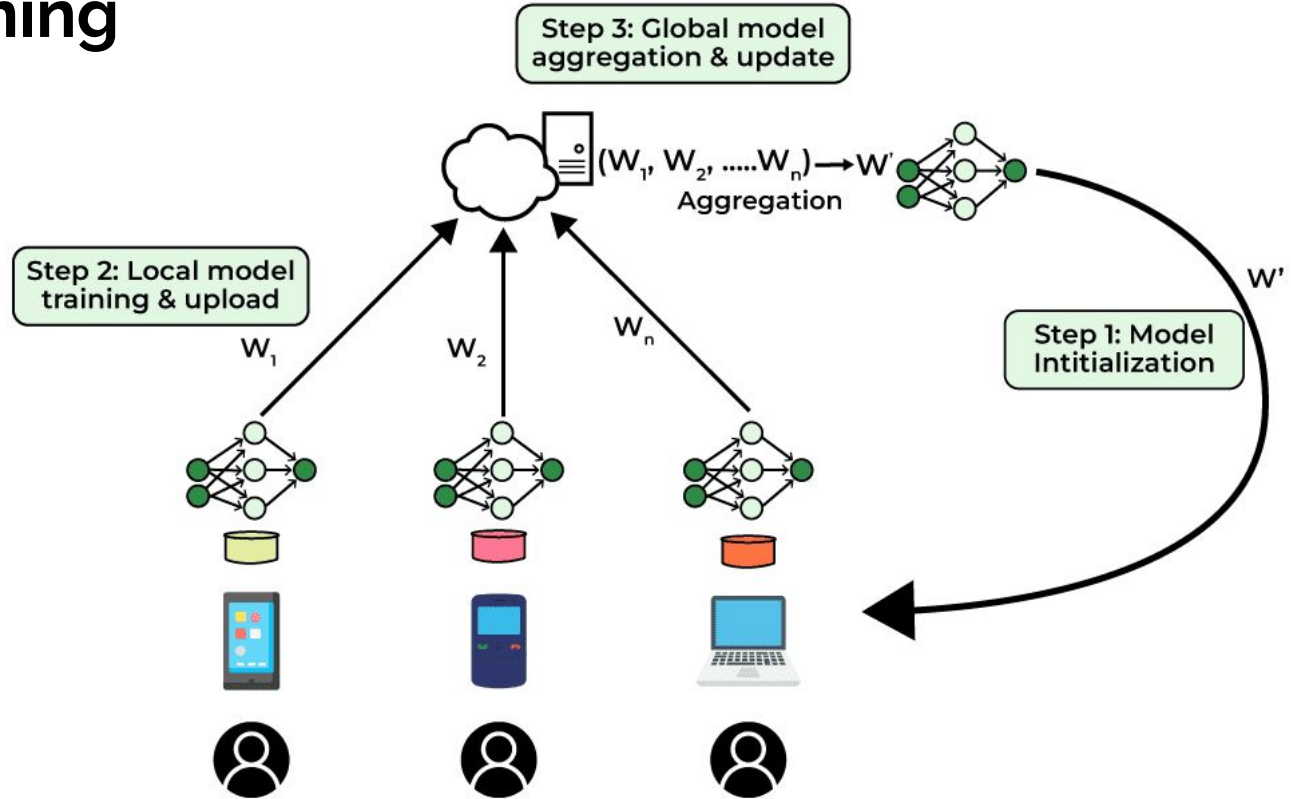 Step 3: Global model
aggregation & update
(W₁, W₂, .....Wₙ)→W'
Aggregation
Step 2: Local model
training & upload
W'
Step 1: Model
Intitialization
W₁
W₂
Wₙ